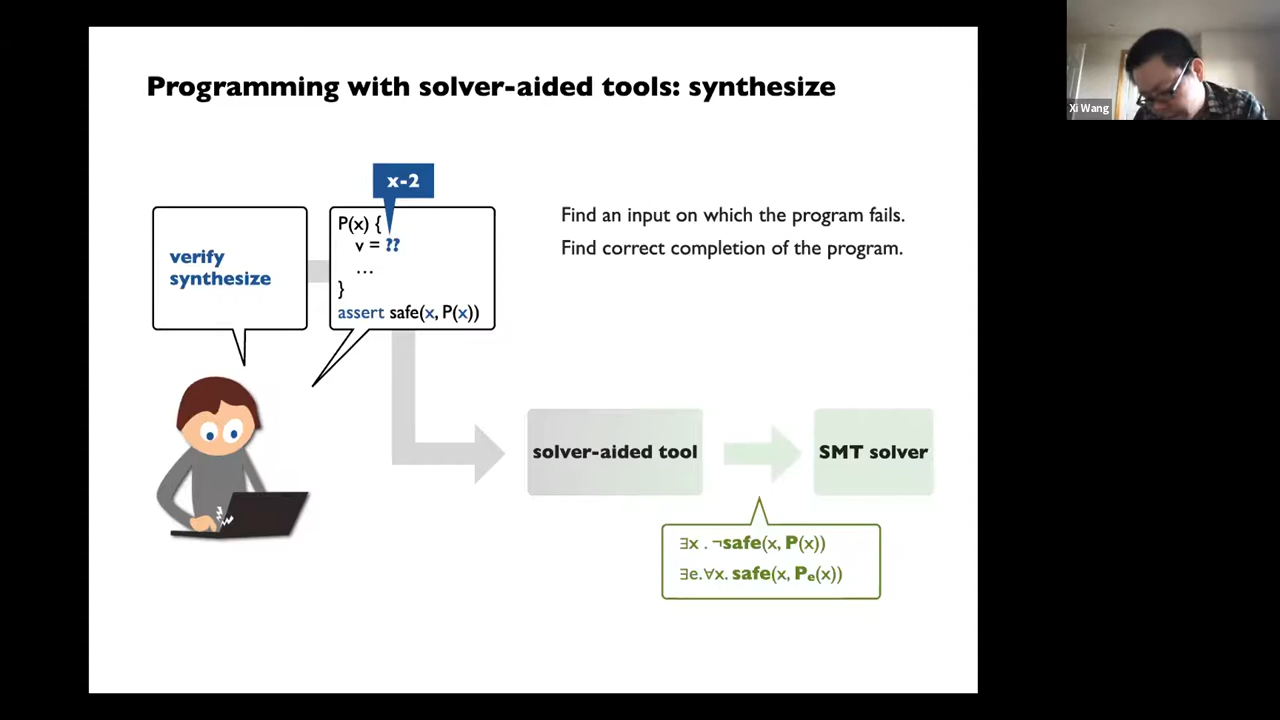 Programming with solver-aided tools: synthesize
Xi Wang
x-2
verify
synthesize
P(x) {
v = ??
…
}
assert safe(x, P(x))
Find an input on which the program fails.
Find correct completion of the program.
solver-aided tool
SMT solver
∃x . ¬safe(x, P(x))
∃e.∀x. safe(x, Pₑ(x))